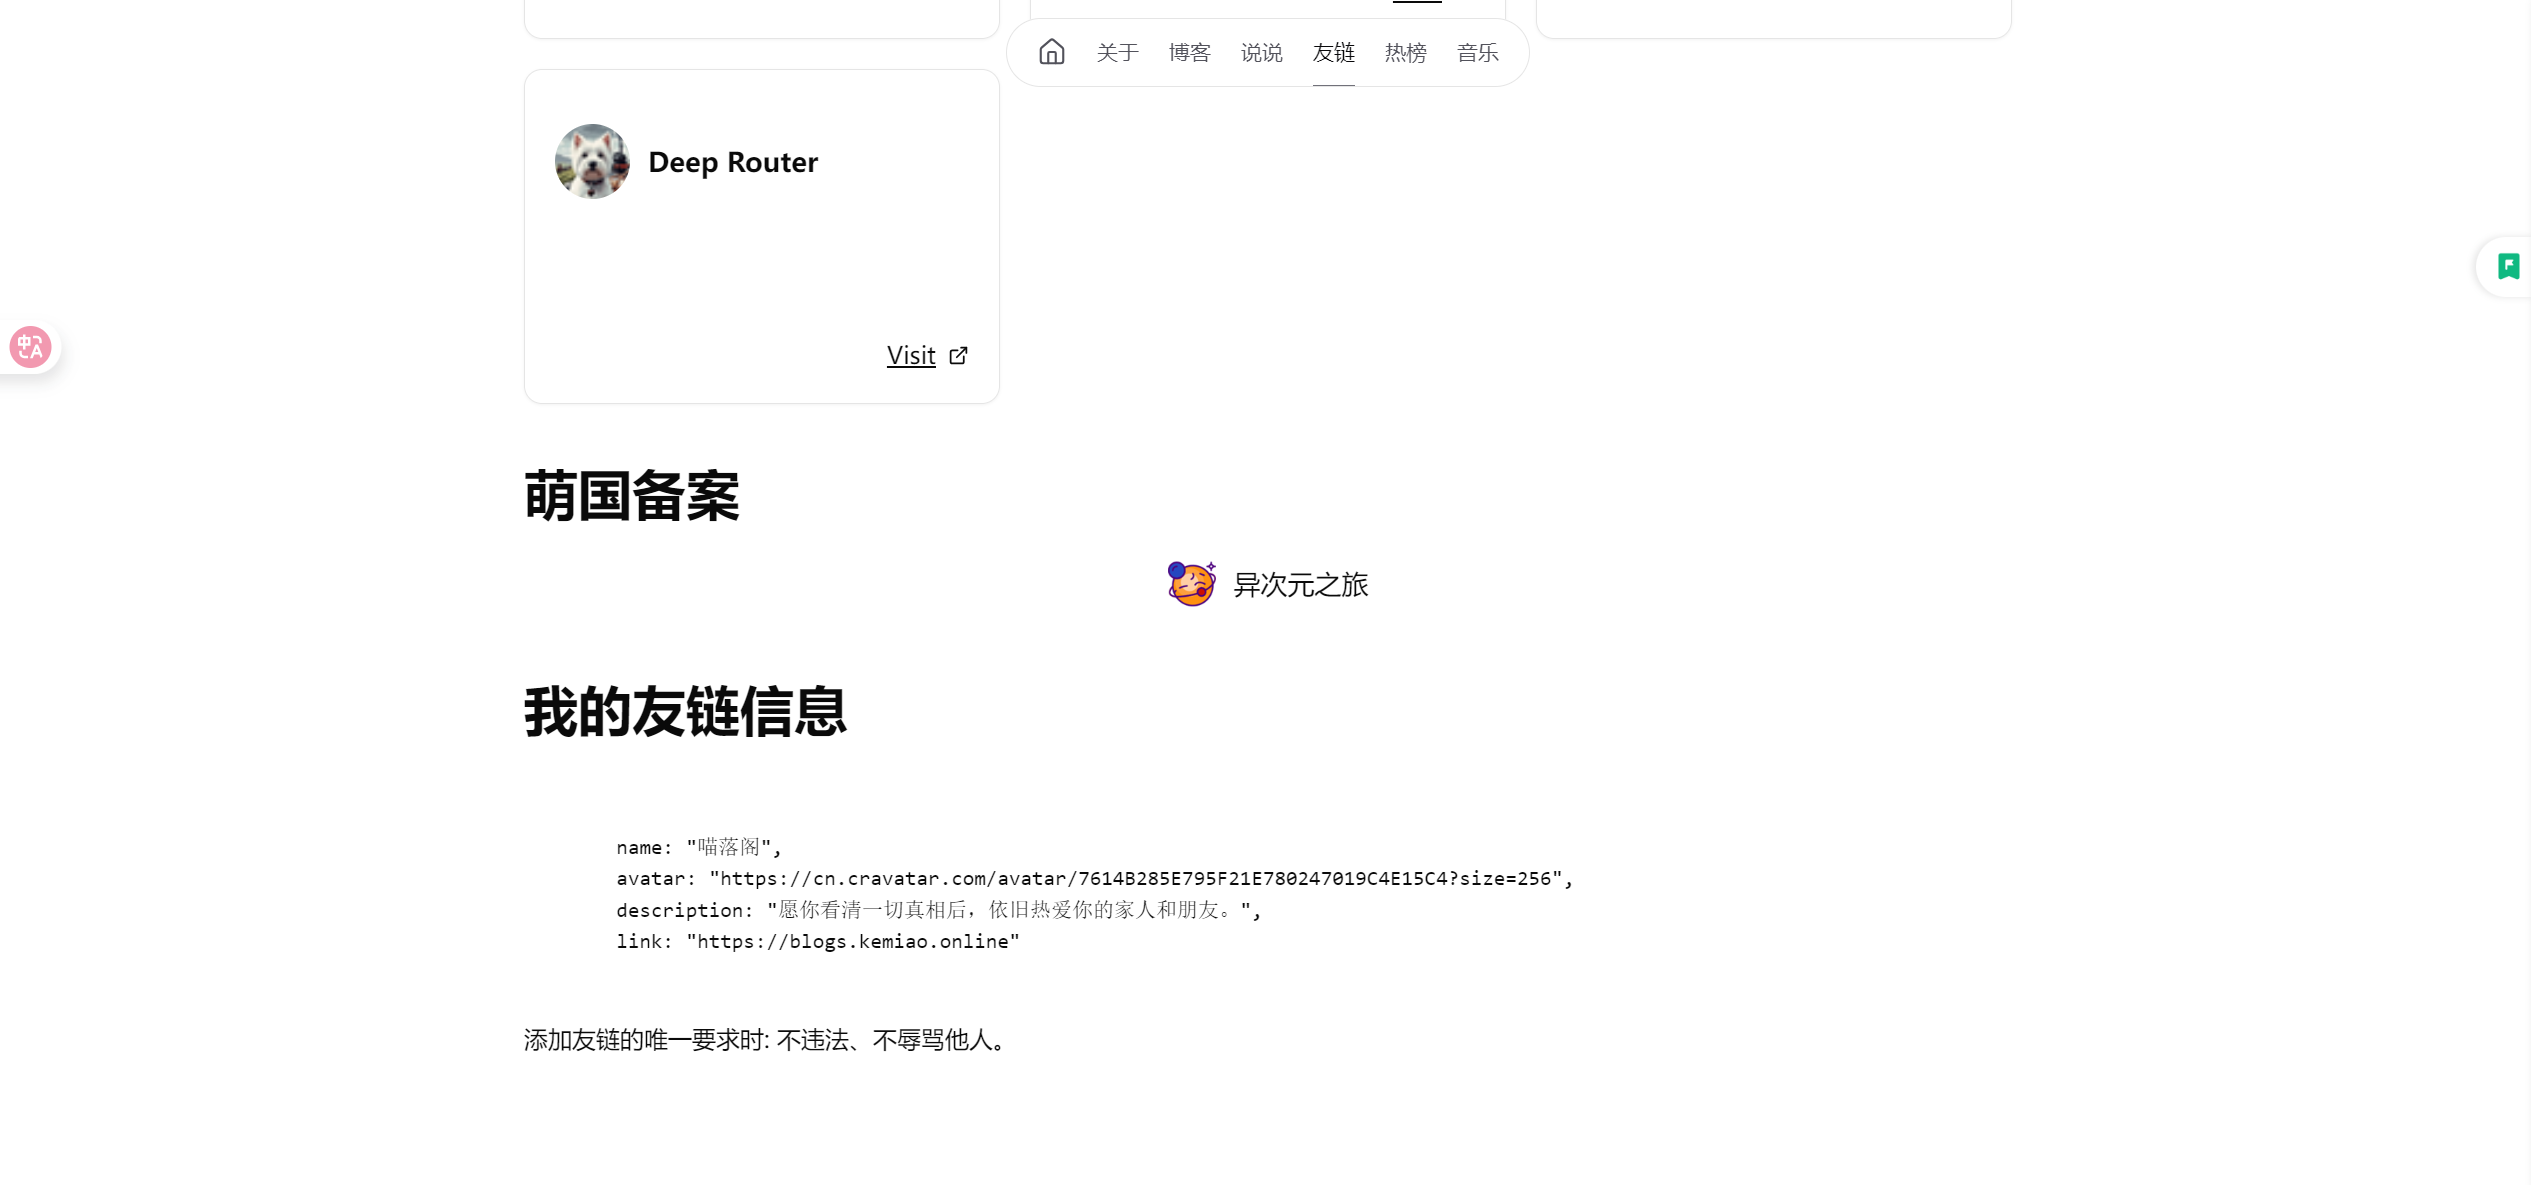 关于 博客 说说 友链 热榜 音乐
Deep Router
Visit
萌国备案
异次元之旅
我的友链信息
name: "喵落阁",
avatar: "https://cn.cravatar.com/avatar/7614B285E795F21E780247019C4E15C4?size=256",
description: "愿你看清一切真相后，依旧热爱你的家人和朋友。",
link: "https://blogs.kemiao.online"
添加友链的唯一要求时: 不违法、不辱骂他人。